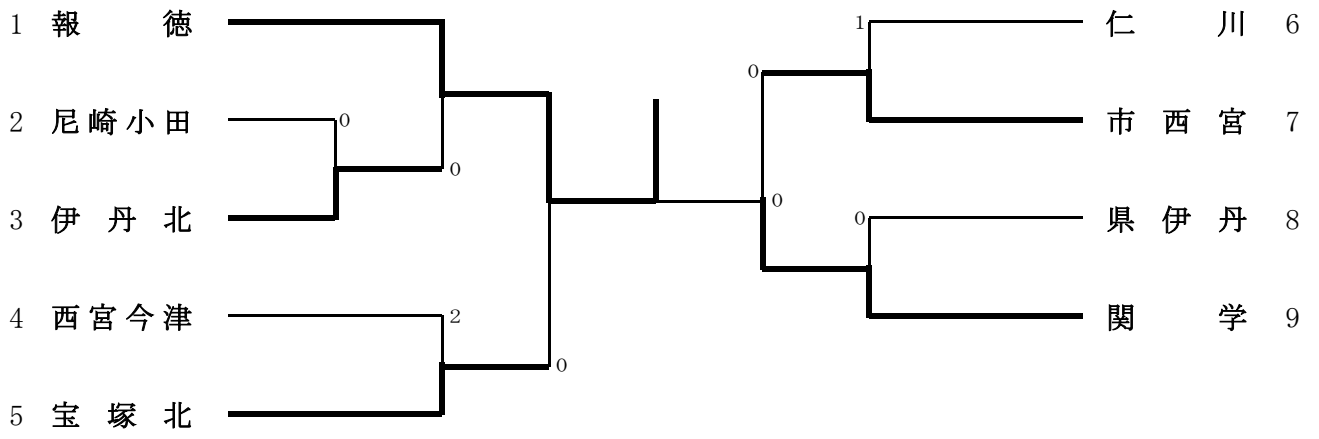 1 報徳
2 尼崎小田
3 伊丹北
4 西宮今津
5 宝塚北
0
0
2
0
1
0
0
0
仁川 6
市西宮 7
県伊丹 8
関学 9